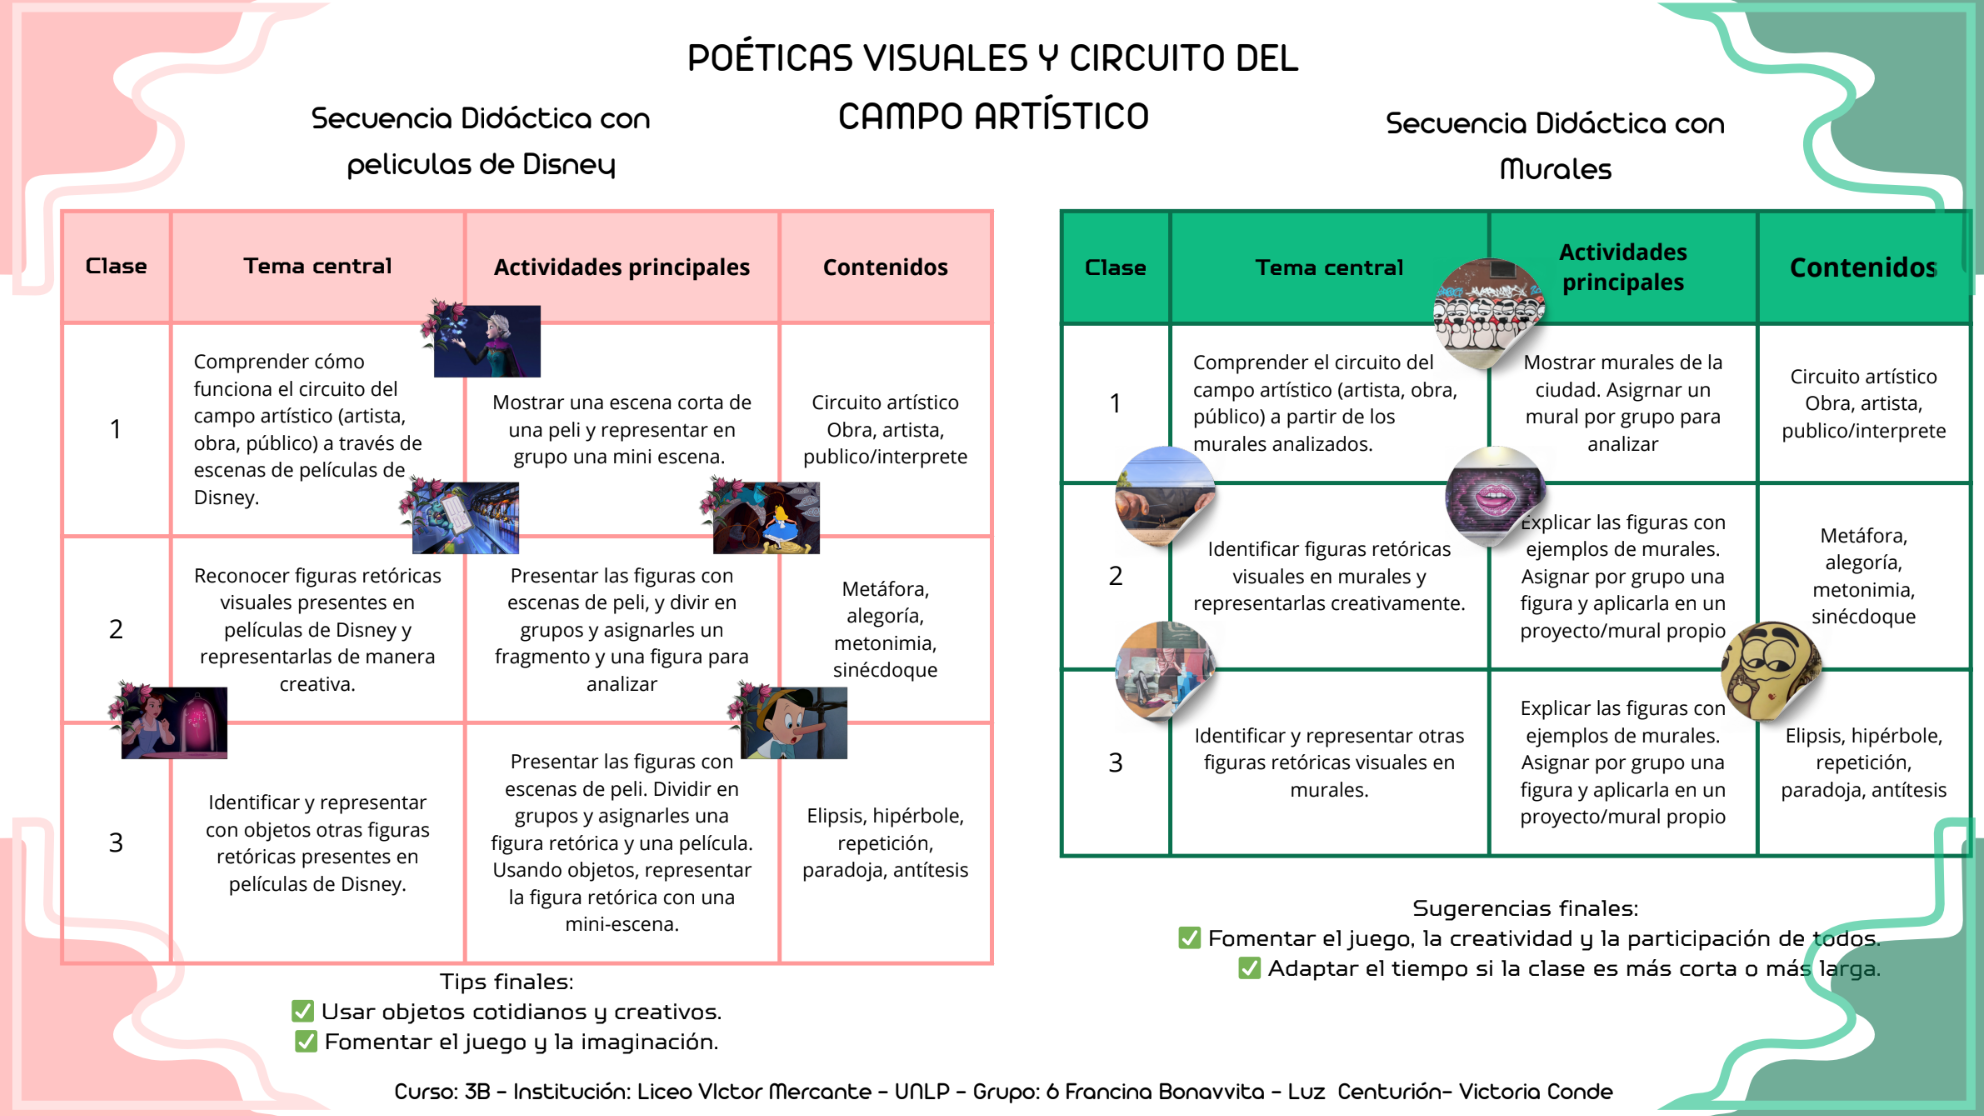 POÉTICAS VISUALES Y CIRCUITO DEL
CAMPO ARTÍSTICO
Secuencia Didáctica con
peliculas de Disney
Clase
Tema central
Actividades principales
Contenidos
1
Comprender cómo
funciona el circuito del
campo artístico (artista,
obra, público) a través de
escenas de películas de
Disney.
Mostrar una escena corta de
una peli y representar en
grupo una mini escena.
Circuito artístico
Obra, artista,
publico/interprete
2
Reconocer figuras retóricas
visuales presentes en
películas de Disney y
representarlas de manera
creativa.
Presentar las figuras con
escenas de peli, y divir en
grupos y asignarles un
fragmento y una figura para
analizar
Metáfora,
alegoría,
metonimia,
sinécdoque
3
Identificar y representar
con objetos otras figuras
retóricas presentes en
películas de Disney.
Presentar las figuras con
escenas de peli. Dividir en
grupos y asignarles una
figura retórica y una película.
Usando objetos, representar
la figura retórica con una
mini-escena.
Elipsis, hipérbole,
repetición,
paradoja, antítesis
Tips finales:
✅ Usar objetos cotidianos y creativos.
✅ Fomentar el juego y la imaginación.
Secuencia Didáctica con
Murales
Clase
Tema central
Actividades
principales
Contenidos
1
Comprender el circuito del
campo artístico (artista, obra,
público) a partir de los
murales analizados.
Mostrar murales de la
ciudad. Asigrnar un
mural por grupo para
analizar
Circuito artístico
Obra, artista,
publico/interprete
2
Identificar figuras retóricas
visuales en murales y
representarlas creativamente.
Explicar las figuras con
ejemplos de murales.
Asignar por grupo una
figura y aplicarla en un
proyecto/mural propio
Metáfora,
alegoría,
metonimia,
sinécdoque
3
Identificar y representar otras
figuras retóricas visuales en
murales.
Explicar las figuras con
ejemplos de murales.
Asignar por grupo una
figura y aplicarla en un
proyecto/mural propio
Elipsis, hipérbole,
repetición,
paradoja, antítesis
Sugerencias finales:
✅ Fomentar el juego, la creatividad y la participación de todos.
✅ Adaptar el tiempo si la clase es más corta o más larga.
Curso: 3B - Institución: Liceo VIctor Mercante - UNLP - Grupo: 6 Francina Bonavvita - Luz Centurión- Victoria Conde